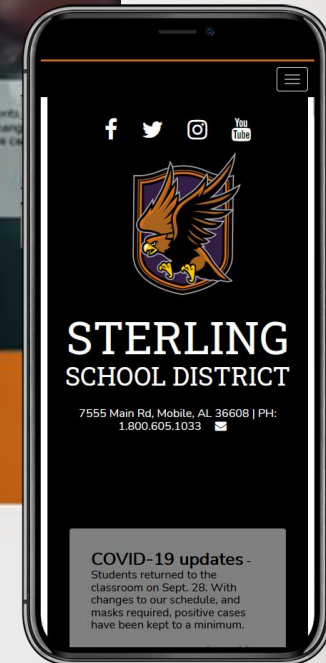 You
Tube
STERLING
SCHOOL DISTRICT
7555 Main Rd, Mobile, AL 36608 | PH:
1.800.605.1033
COVID-19 updates -
Students returned to the
classroom on Sept. 28. With
changes to our schedule, and
masks required, positive cases
have been kept to a minimum.